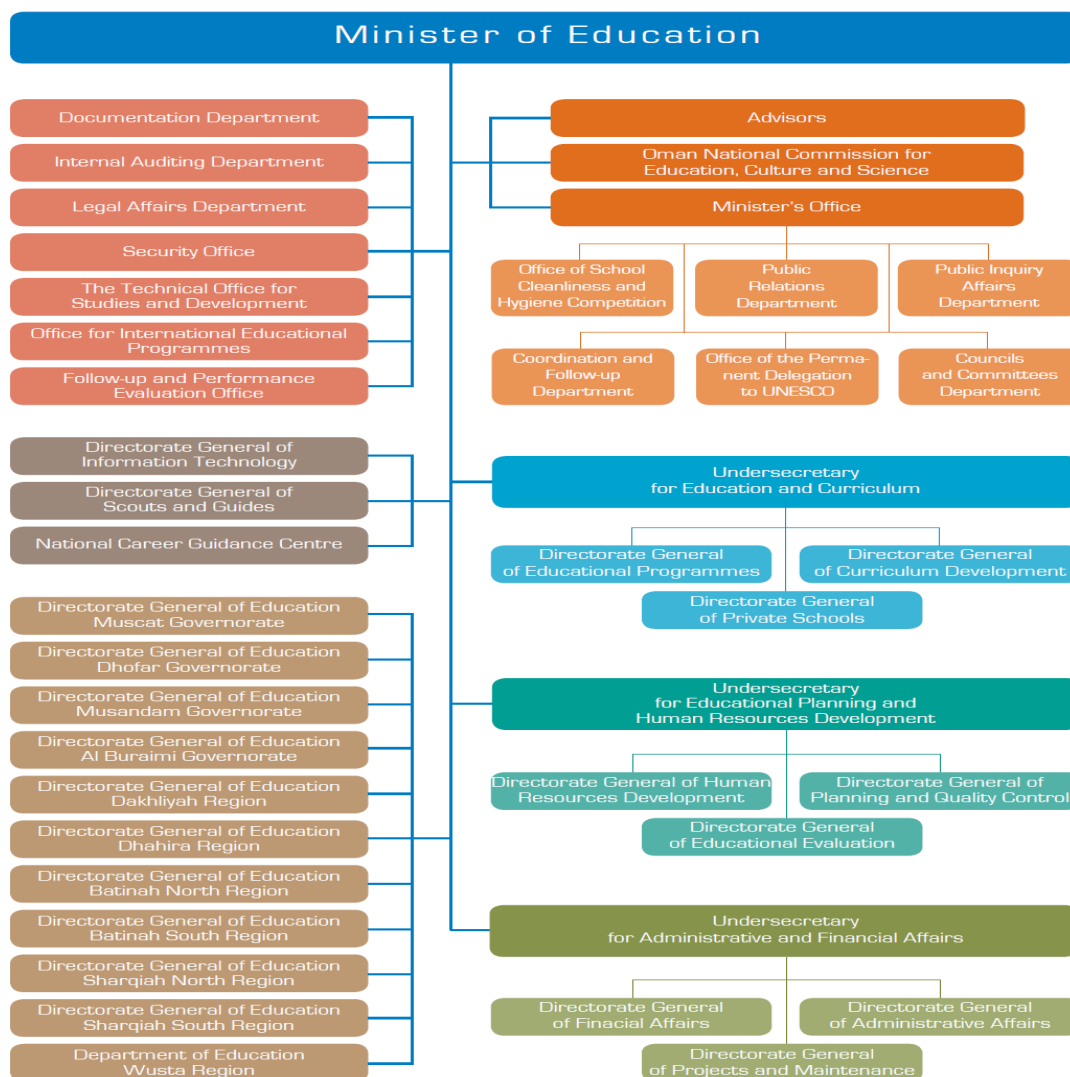 Minister of Education
Documentation Department
Internal Auditing Department
Legal Affairs Department
Security Office
The Technical Office for
Studies and Development
Office for International Educational
Programmes
Follow-up and Performance
Evaluation Office
Advisors
Oman National Commission for
Education, Culture and Science
Minister's Office
Office of School
Cleanliness and
Hygiene Competition
Public
Relations
Department
Public Inquiry
Affairs
Department
Coordination and
Follow-up
Department
Office of the Perma-
nent Delegation
to UNESCO
Councils
and Committees
Department
Directorate General of
Information Technology
Directorate General of
Scouts and Guides
National Career Guidance Centre
Undersecretary
for Education and Curriculum
Directorate General
of Educational Programmes
Directorate General
of Curriculum Development
Directorate General
of Private Schools
Directorate General of Education
Muscat Governorate
Directorate General of Education
Dhofar Governorate
Directorate General of Education
Musandam Governorate
Directorate General of Education
Al Buraimi Governorate
Directorate General of Education
Dakhliyah Region
Directorate General of Education
Dhahira Region
Directorate General of Education
Batinah North Region
Directorate General of Education
Batinah South Region
Directorate General of Education
Sharqiah North Region
Directorate General of Education
Sharqiah South Region
Department of Education
Wusta Region
Undersecretary
for Educational Planning and
Human Resources Development
Directorate General of Human
Resources Development
Directorate General of
Planning and Quality Control
Directorate General
of Educational Evaluation
Undersecretary
for Administrative and Financial Affairs
Directorate General
of Finacial Affairs
Directorate General
of Administrative Affairs
Directorate General
of Projects and Maintenance